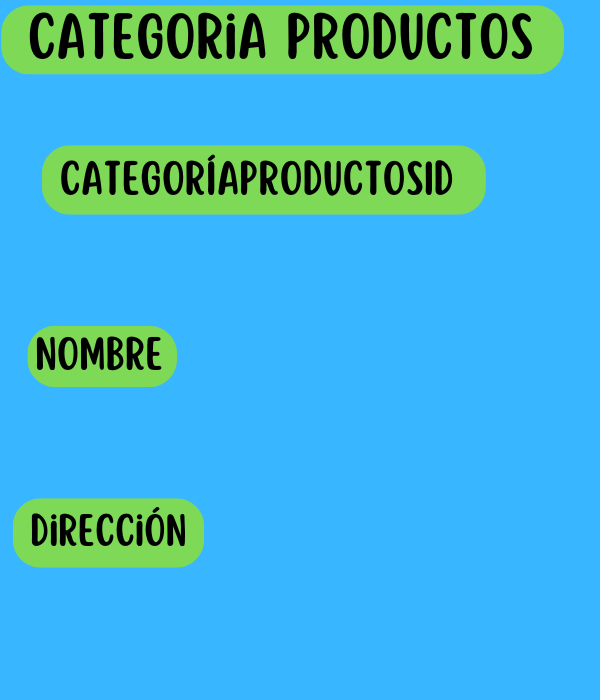 CATEGORIA PRODUCTOS
CATEGORÍAPRODUCTOSID
NOMBRE
DIRECCIÓN